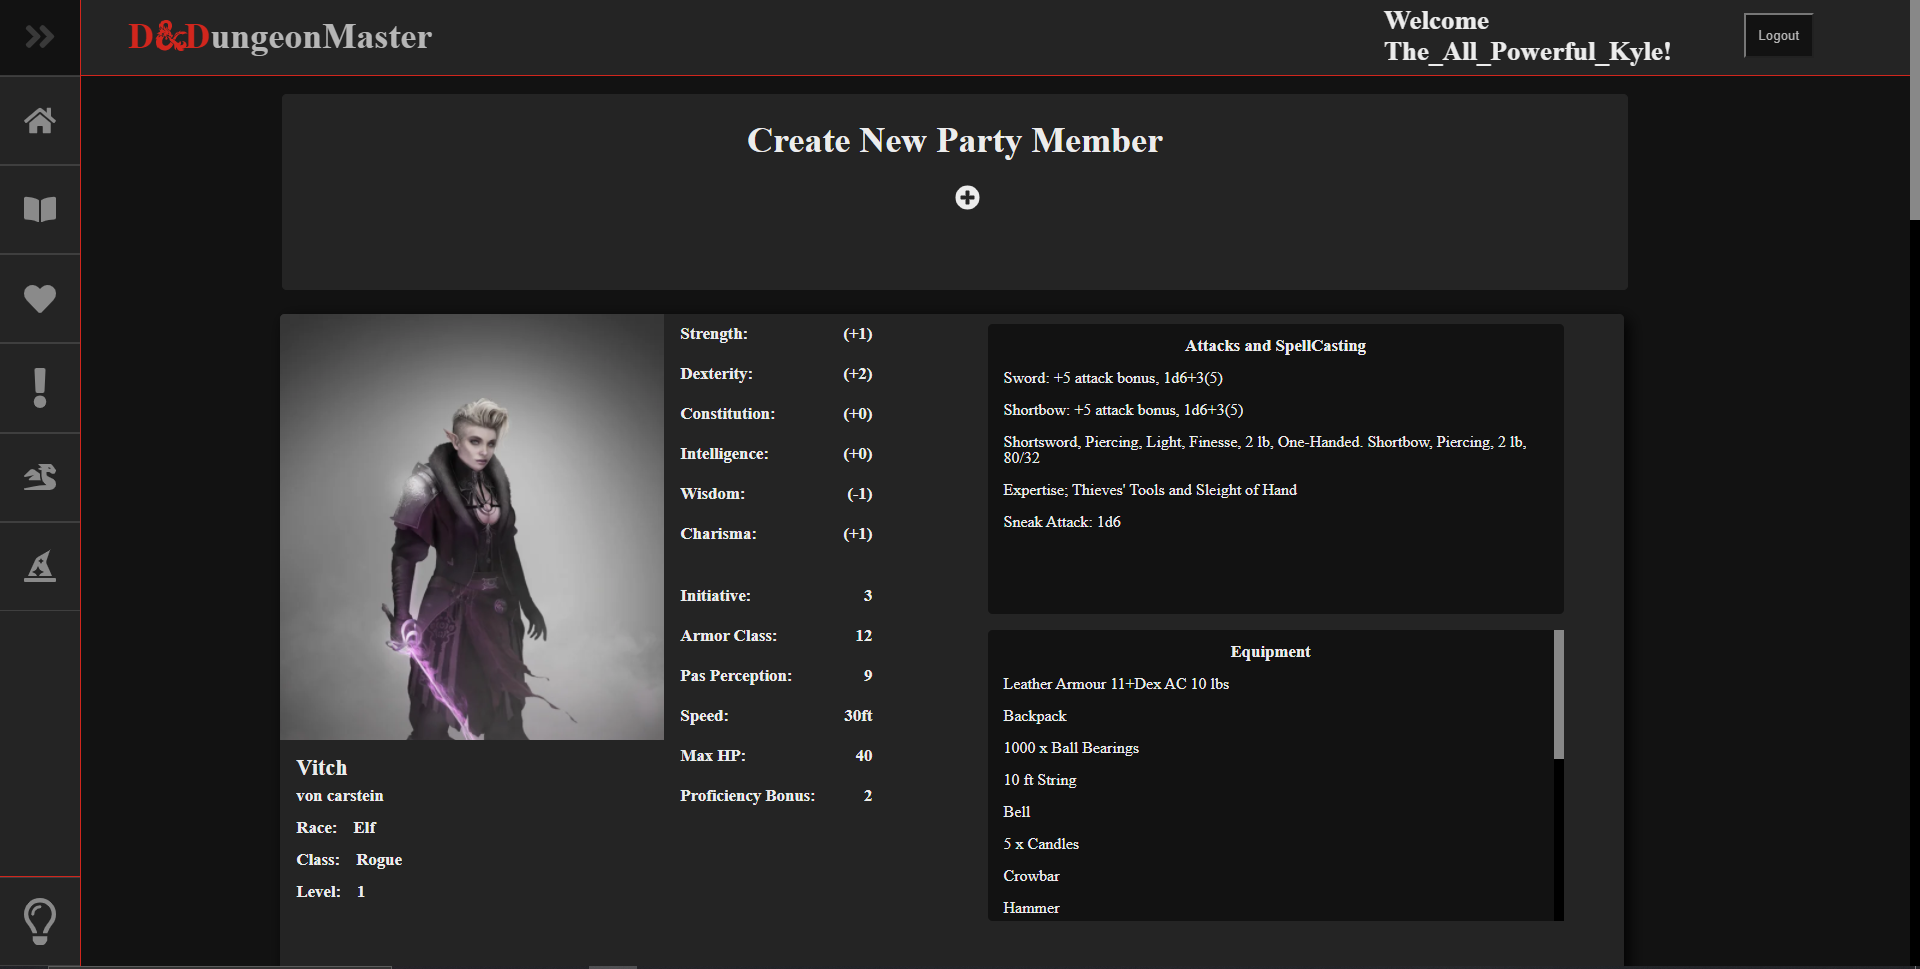 D&DungeonMaster
Welcome
The_All_Powerful_Kyle!
Logout
Create New Party Member
Strength: (+1)
Dexterity: (+2)
Constitution: (+0)
Intelligence: (+0)
Wisdom: (-1)
Charisma: (+1)
Initiative: 3
Armor Class: 12
Pas Perception: 9
Speed: 30ft
Max HP: 40
Proficiency Bonus: 2
Vitch
von carstein
Race: Elf
Class: Rogue
Level: 1
Attacks and SpellCasting
Sword: +5 attack bonus, 1d6+3(5)
Shortbow: +5 attack bonus, 1d6+3(5)
Shortsword, Piercing, Light, Finesse, 2 lb, One-Handed. Shortbow, Piercing, 2 lb,
80/32
Expertise; Thieves' Tools and Sleight of Hand
Sneak Attack: 1d6
Equipment
Leather Armour 11+Dex AC 10 lbs
Backpack
1000 x Ball Bearings
10 ft String
Bell
5 x Candles
Crowbar
Hammer